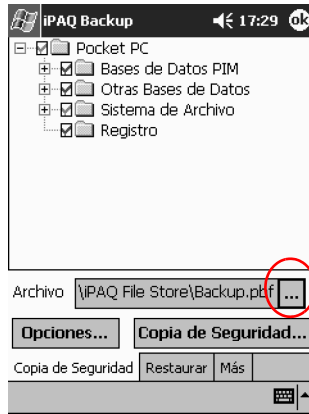 iPAQ Backup 17:29 ok
Pocket PC
Bases de Datos PIM
Otras Bases de Datos
Sistema de Archivo
Registro
Archivo \iPAQ File Store\Backup.pbf ...
Opciones... Copia de Seguridad...
Copia de Seguridad Restaurar Más